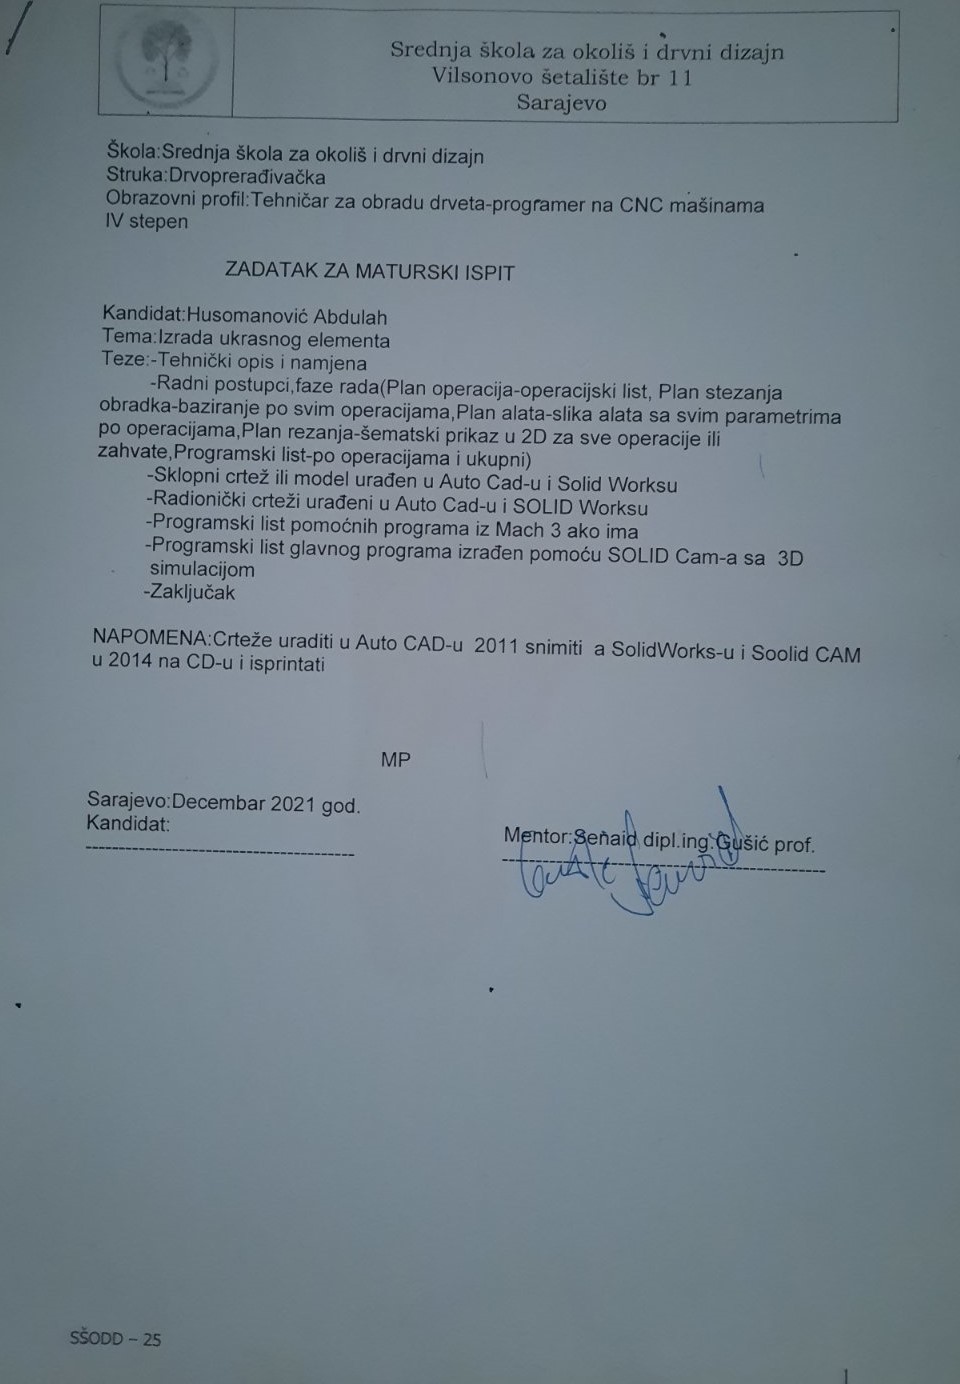 Srednja škola za okoliš i drvni dizajn
Vilsonovo šetalište br 11
Sarajevo
Škola:Srednja škola za okoliš i drvni dizajn
Struka:Drvoprerađivačka
Obrazovni profil:Tehničar za obradu drveta-programer na CNC mašinama
IV stepen
ZADATAK ZA MATURSKI ISPIT
Kandidat:Husomanović Abdulah
Tema:Izrada ukrasnog elementa
Teze:-Tehnički opis i namjena
-Radni postupci,faze rada(Plan operacija-operacijski list, Plan stezanja
obradka-baziranje po svim operacijama,Plan alata-slika alata sa svim parametrima
po operacijama,Plan rezanja-šematski prikaz u 2D za sve operacije ili
zahvate,Programski list-po operacijama i ukupni)
-Sklopni crtež ili model urađen u Auto Cad-u i Solid Worksu
-Radionički crteži urađeni u Auto Cad-u i SOLID Worksu
-Programski list pomoćnih programa iz Mach 3 ako ima
-Programski list glavnog programa izrađen pomoću SOLID Cam-a sa  3D
simulacijom
-Zaključak
NAPOMENA:Crteže uraditi u Auto CAD-u  2011 snimiti  a SolidWorks-u i Soolid CAM
u 2014 na CD-u i isprintati
MP
Sarajevo:Decembar 2021 god.
Kandidat:
Mentor:Senaid dipl.ing.Gušić prof.
SŠODD – 25